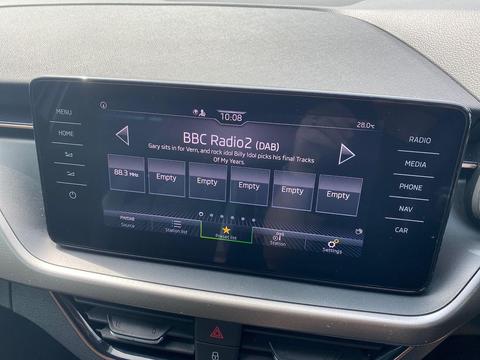 MENU
HOME
10:08
28.0°C
BBC Radio2 (DAB)
Gary sits in for Vern, and rock idol Billy Idol picks his final Tracks
Of My Years.
88.3 MHz
Empty
Empty
Empty
Empty
Empty
FM/DAB
Source
Station list
Preset list
Station
Settings
RADIO
MEDIA
PHONE
NAV
CAR